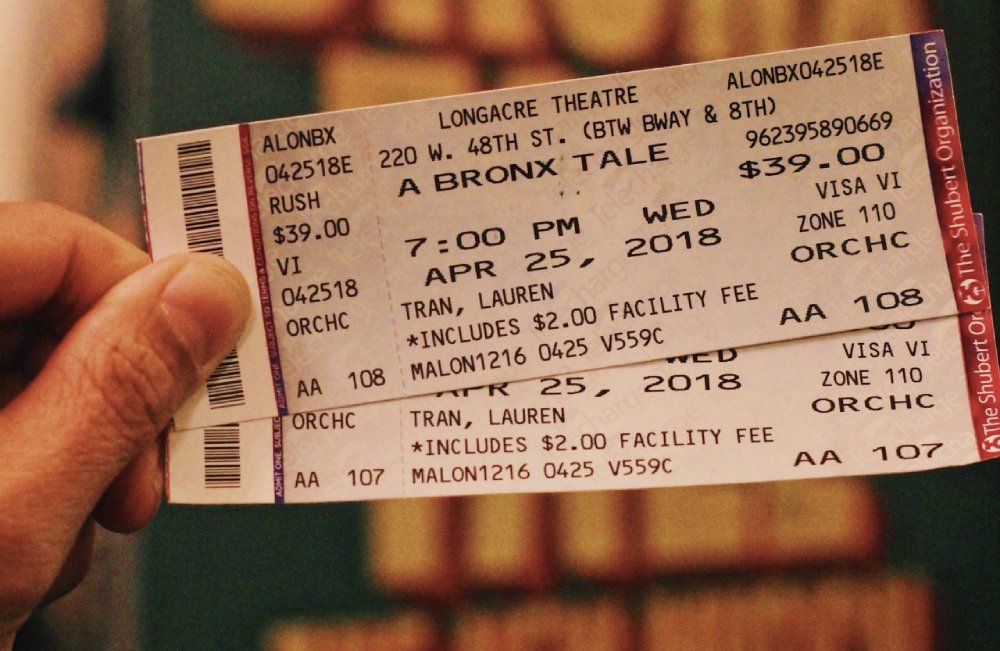 ALONBX
042518E
RUSH
$39.00
VI
042518
ORCHC
AA 108
LONGACRE THEATRE
ALONBX042518E
220 W. 48TH ST. (BTW BWAY & 8TH)
962395890669
A BRONX TALE
$39.00
VISA VI
7:00 PM WED
ZONE 110
APR 25, 2018
ORCHC
TRAN, LAUREN
*INCLUDES $2.00 FACILITY FEE
AA 108
MALON1216 0425 V559C
The Shubert Organization
ORCHC
AA 107
WED
VISA VI
APR 25, 2018
ZONE 110
TRAN, LAUREN
ORCHC
*INCLUDES $2.00 FACILITY FEE
MALON1216 0425 V559C
AA 107
ADMIT ONE SUBJEC
The Shubert Or